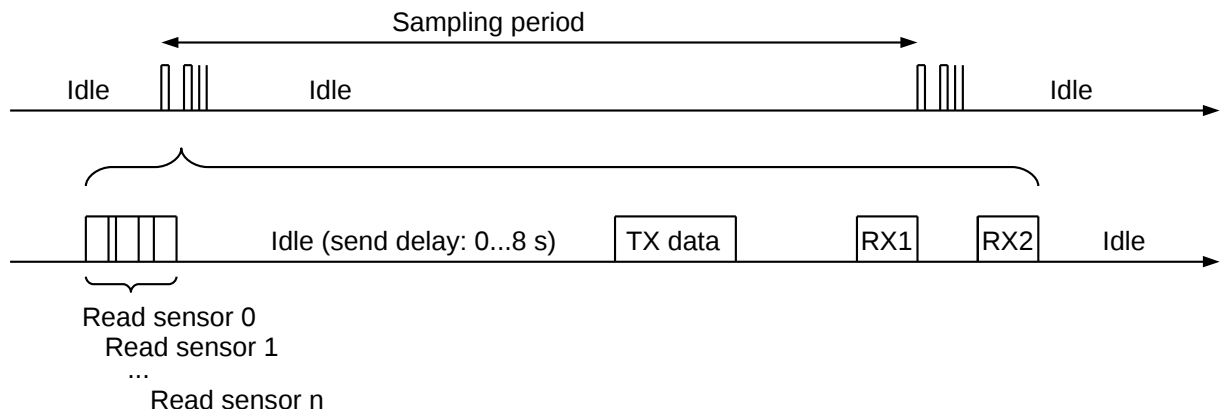 Sampling period
Idle
Idle
Idle
Idle (send delay: 0...8 s)
TX data
RX1
RX2
Idle
Read sensor 0
Read sensor 1
...
Read sensor n